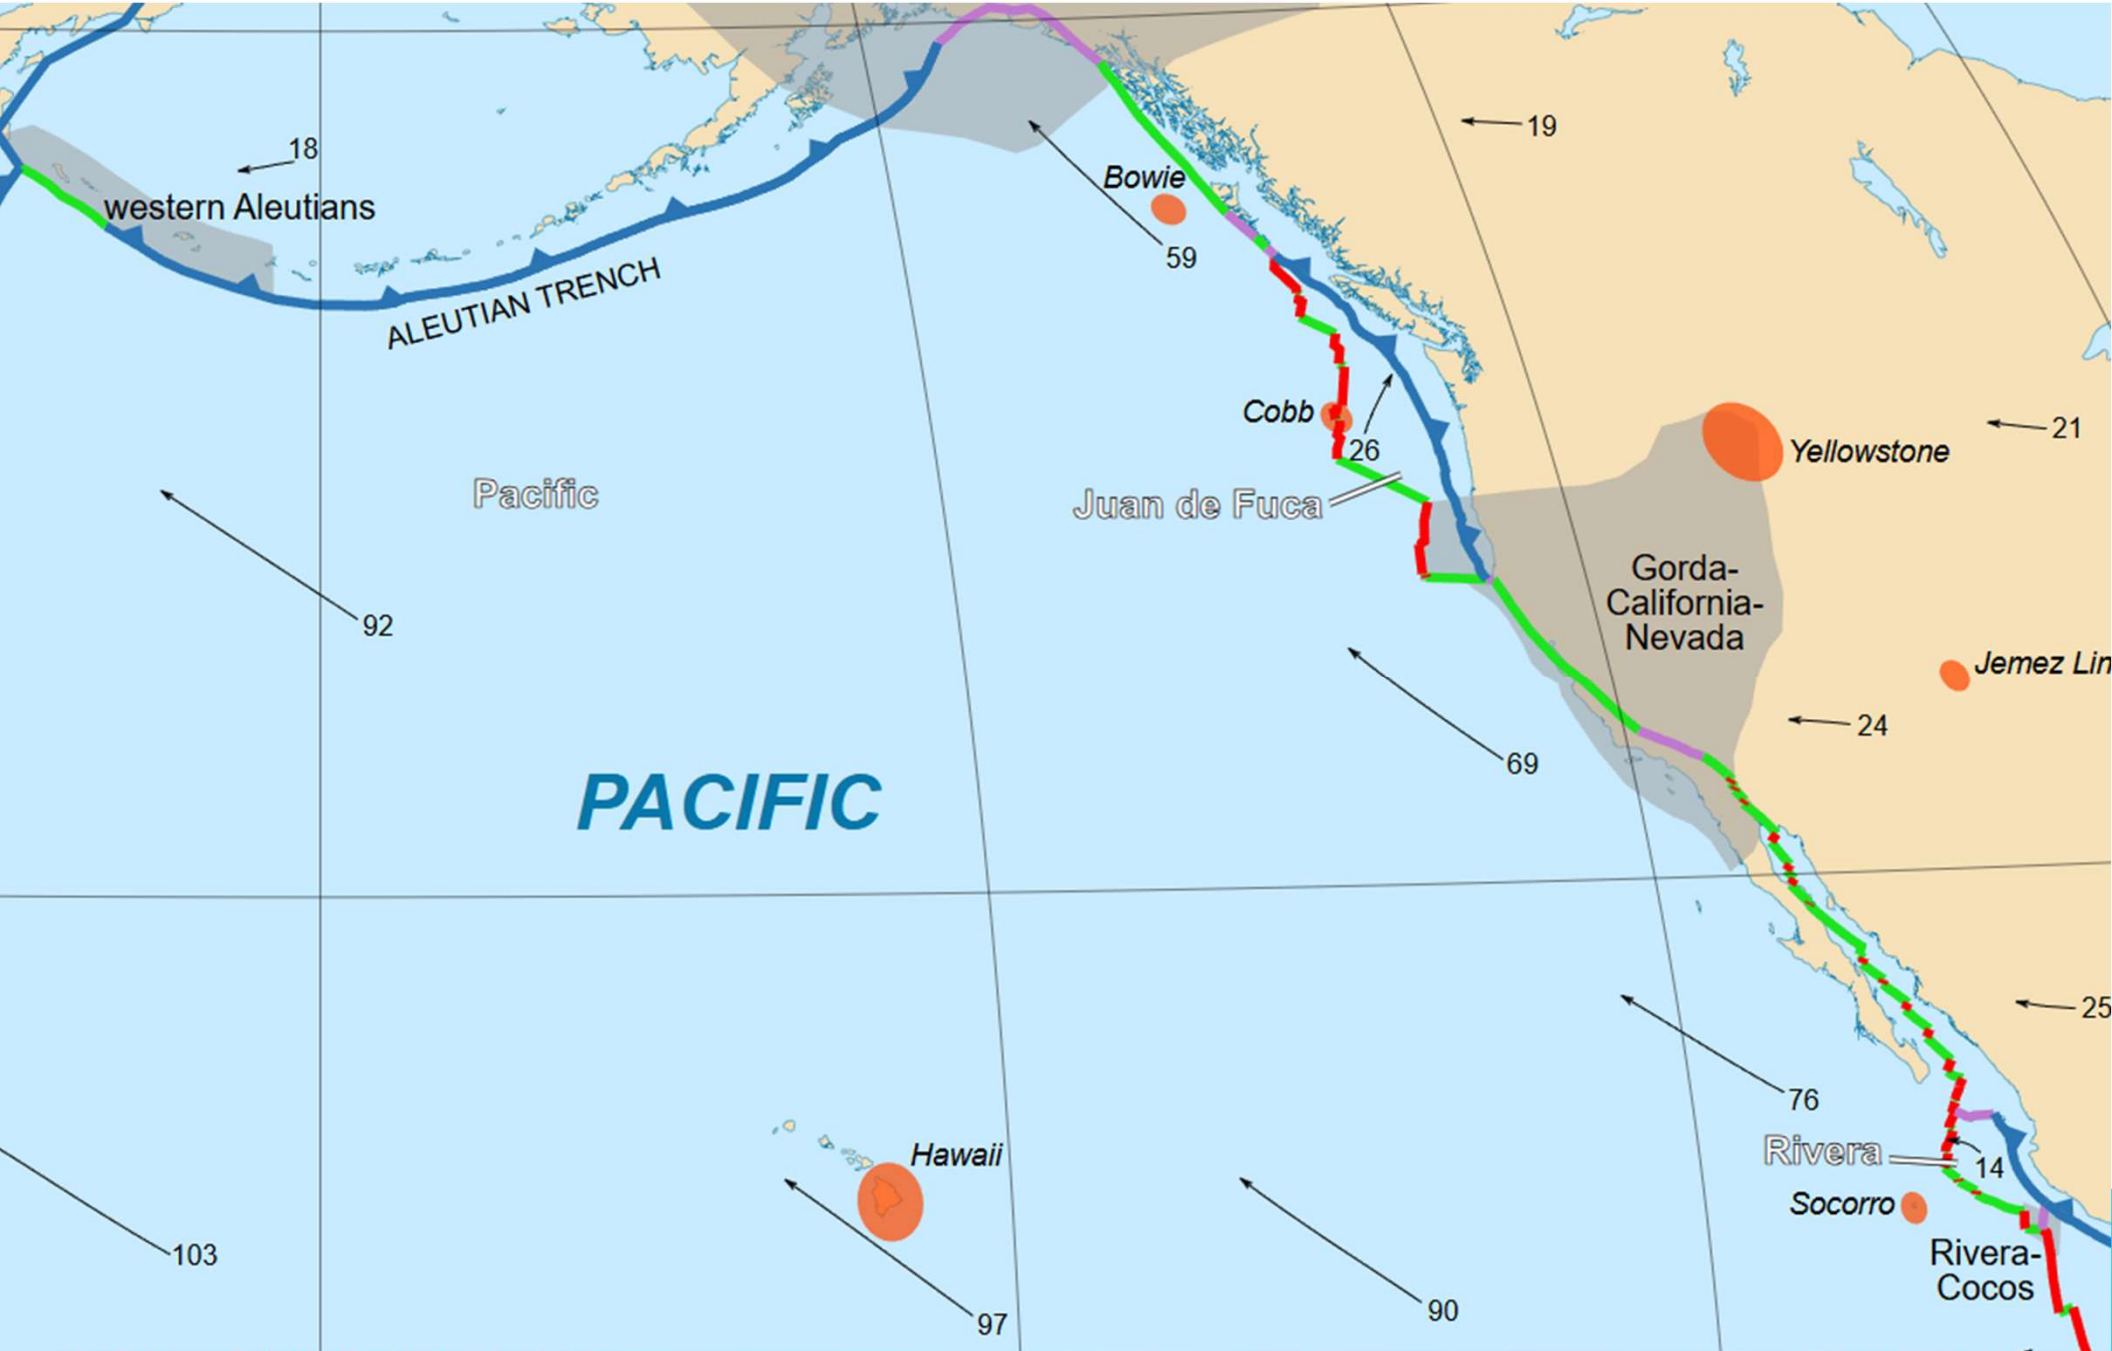 18
19
western Aleutians
Bowie
59
ALEUTIAN TRENCH
Cobb
26
21
Yellowstone
Pacific
Juan de Fuca
92
Gorda-
California-
Nevada
Jemez Lin
24
69
PACIFIC
25
76
Hawaii
Rivera
14
Socorro
103
Rivera-
Cocos
97
90